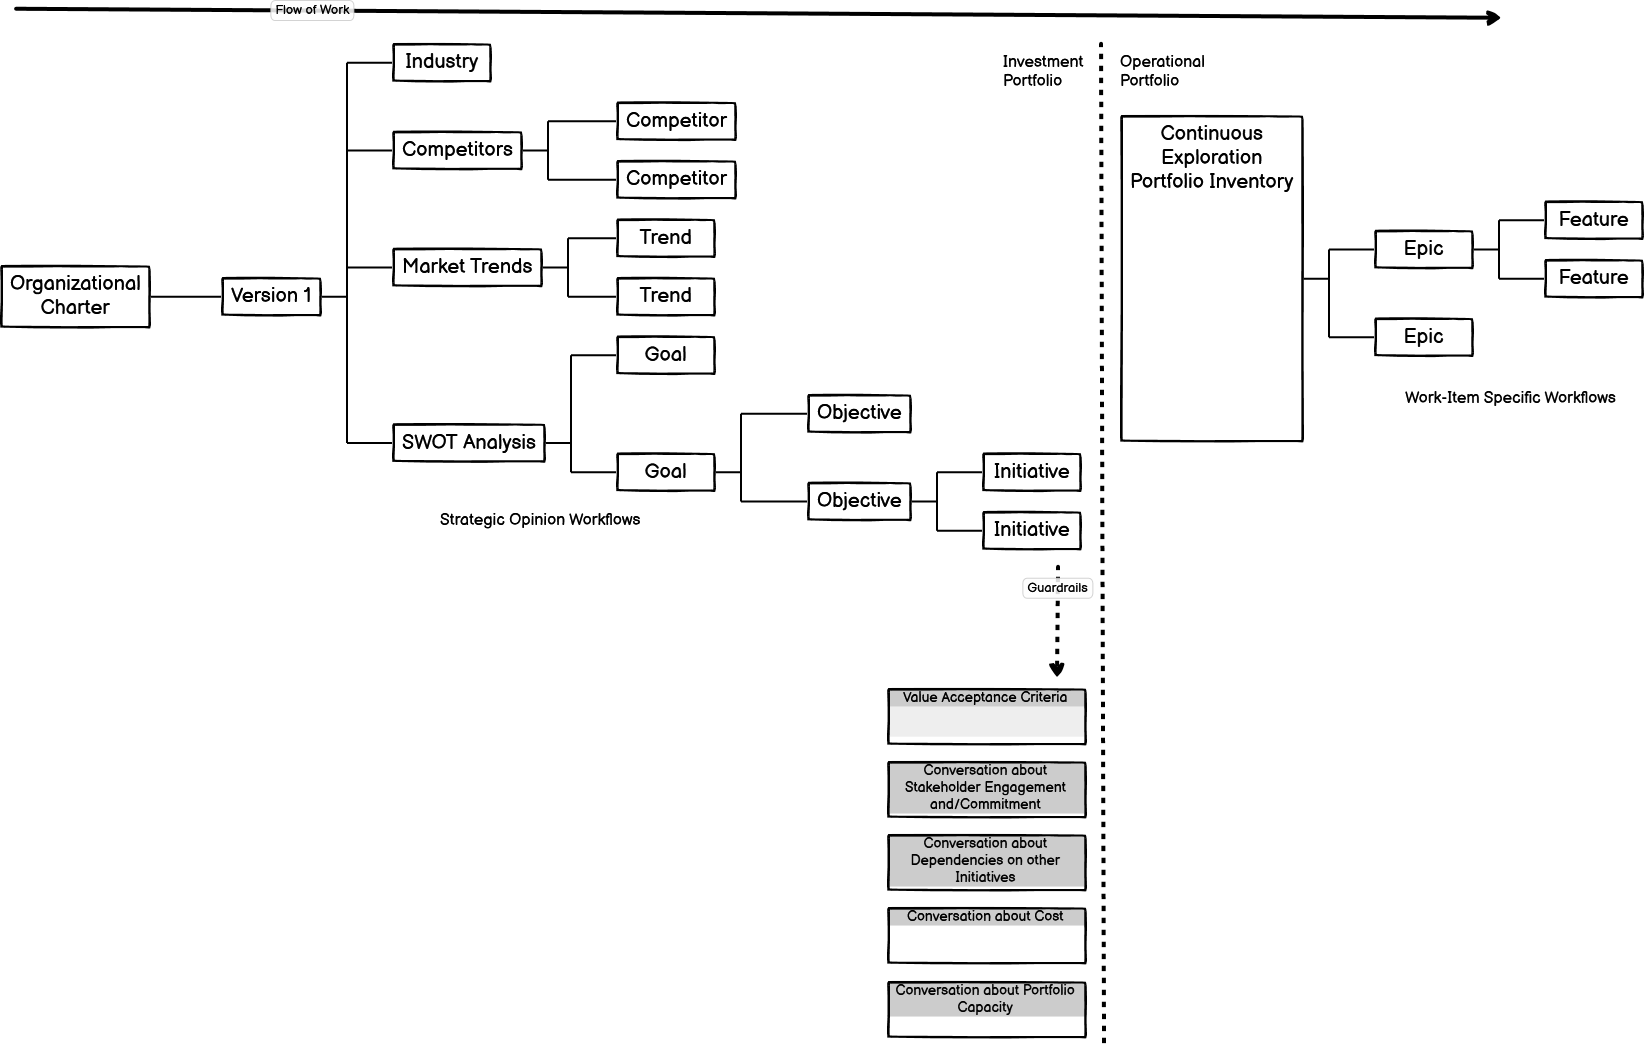 Flow of Work
Industry
Investment
Portfolio
Operational
Portfolio
Competitor
Competitors
Competitor
Continuous
Exploration
Portfolio Inventory
Trend
Market Trends
Trend
Organizational
Charter
Version 1
Feature
Epic
Feature
Epic
Goal
Work-Item Specific Workflows
Objective
SWOT Analysis
Goal
Objective
Initiative
Initiative
Strategic Opinion Workflows
Guardrails
Value Acceptance Criteria
Conversation about
Stakeholder Engagement
and/Commitment
Conversation about
Dependencies on other
Initiatives
Conversation about Cost
Conversation about Portfolio
Capacity